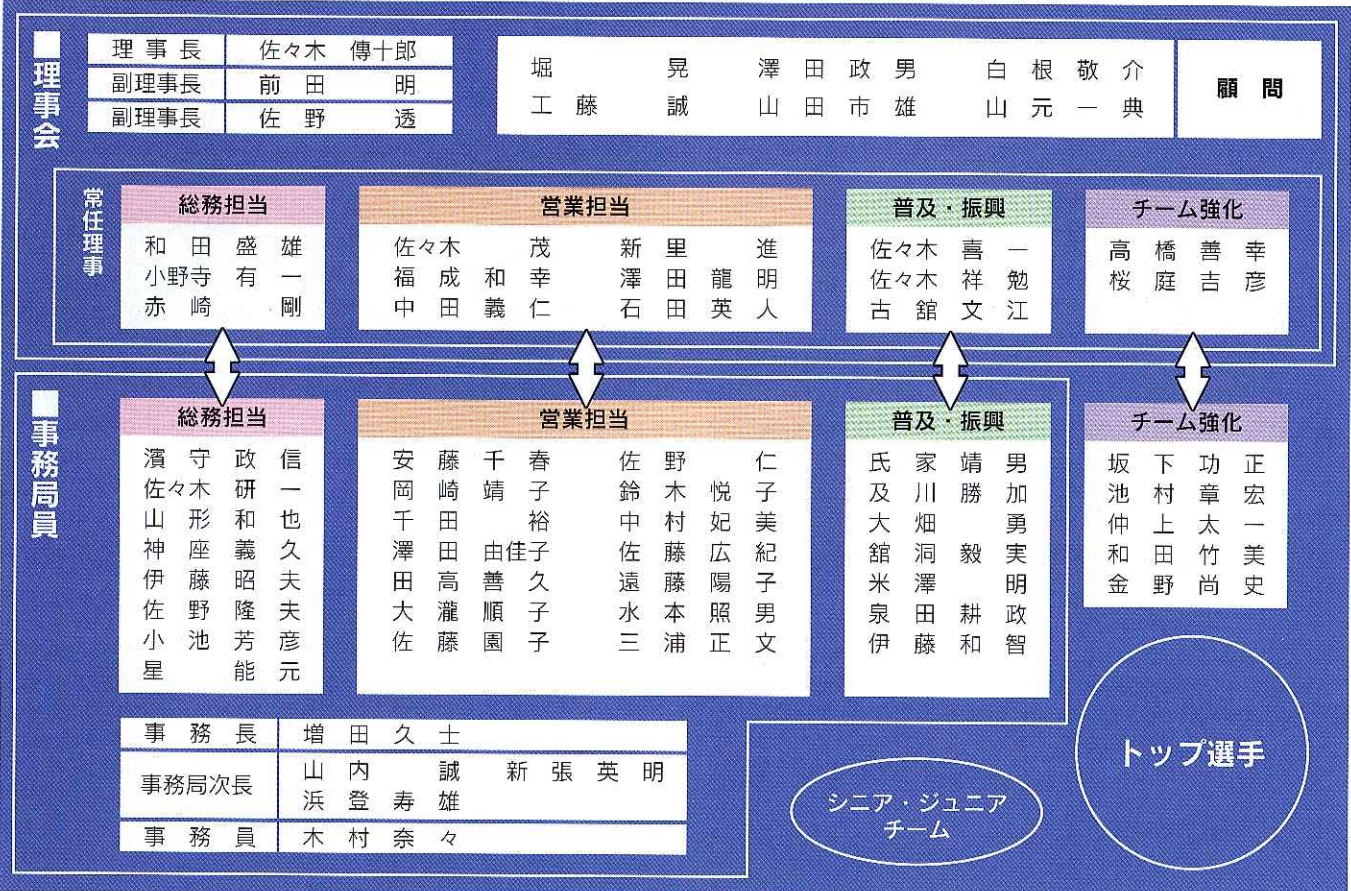 ■理事会
理事長 佐々木 傳十郎
副理事長 前田 明
副理事長 佐野 透
堀 晃 澤田政男 白根敬介
工藤 誠 山田市雄 山元一典
顧問
常任理事
総務担当
和田盛雄
小野寺有一
赤崎 剛
営業担当
佐々木 茂 新里 進
福成和幸 澤田龍明
中田義仁 石田英人
普及・振興
佐々木喜一
佐々木祥勉
古舘文江
チーム強化
高橋善幸
桜庭吉彦
■事務局員
総務担当
濱守政信
佐々木研一
山形和也
神座義久
伊藤昭夫
佐野隆夫
小池芳彦
星 能元
営業担当
安藤千春 佐野 仁
岡崎靖子 鈴木悦子
千田 裕 中村妃美
澤田由佳子 佐藤広紀
田高善久 遠藤陽子
大瀧順子 水本照男
佐藤園子 三浦正文
普及・振興
氏家靖男
及川勝加
大畑 勇
舘洞毅実
米澤 明
泉田耕政
伊藤和智
チーム強化
坂下功正
池村章宏
仲上太一
和田竹美
金野尚史
事務長 増田久士
事務局次長 山内 誠 新張英明
浜登寿雄
事務員 木村奈々
シニア・ジュニア
チーム
トップ選手